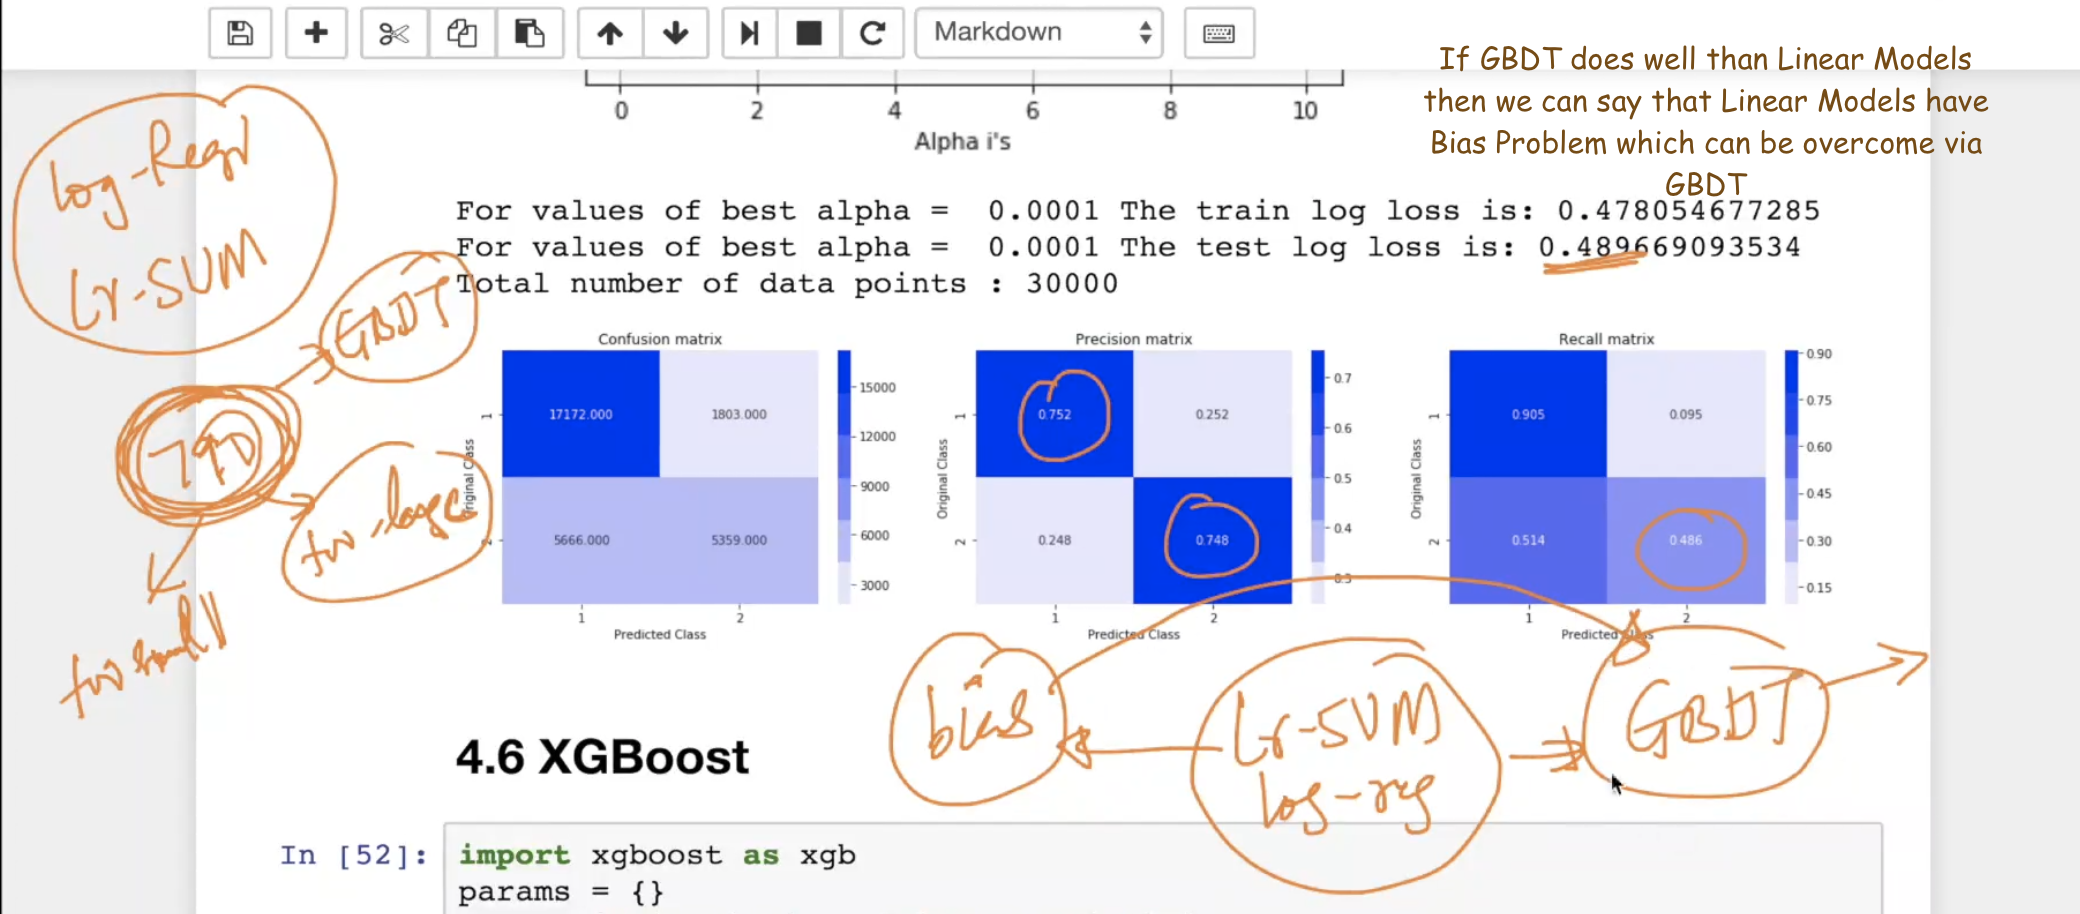 Markdown
If GBDT does well than Linear Models
then we can say that Linear Models have
Bias Problem which can be overcome via
GBDT
0 2 4 6 8 10
Alpha i's
For values of best alpha =  0.0001 The train log loss is: 0.478054677285
For values of best alpha =  0.0001 The test log loss is: 0.489669093534
Total number of data points : 30000
log-Regr
lr-SVM
GBDT
790
too-large
too small
Confusion matrix
17172.000 1803.000
5666.000 5359.000
Original Class
1
2
1 2
Predicted Class
15000
12000
9000
6000
3000
Precision matrix
0.752 0.252
0.248 0.748
Original Class
1
2
1 2
Predicted Class
0.7
0.6
0.5
0.4
0.3
Recall matrix
0.905 0.095
0.514 0.486
Original Class
1
2
1 2
Predicted Class
0.90
0.75
0.60
0.45
0.30
0.15
bias
lr-SVM
log-reg
GBDT
4.6 XGBoost
In [52]:
import xgboost as xgb
params = {}